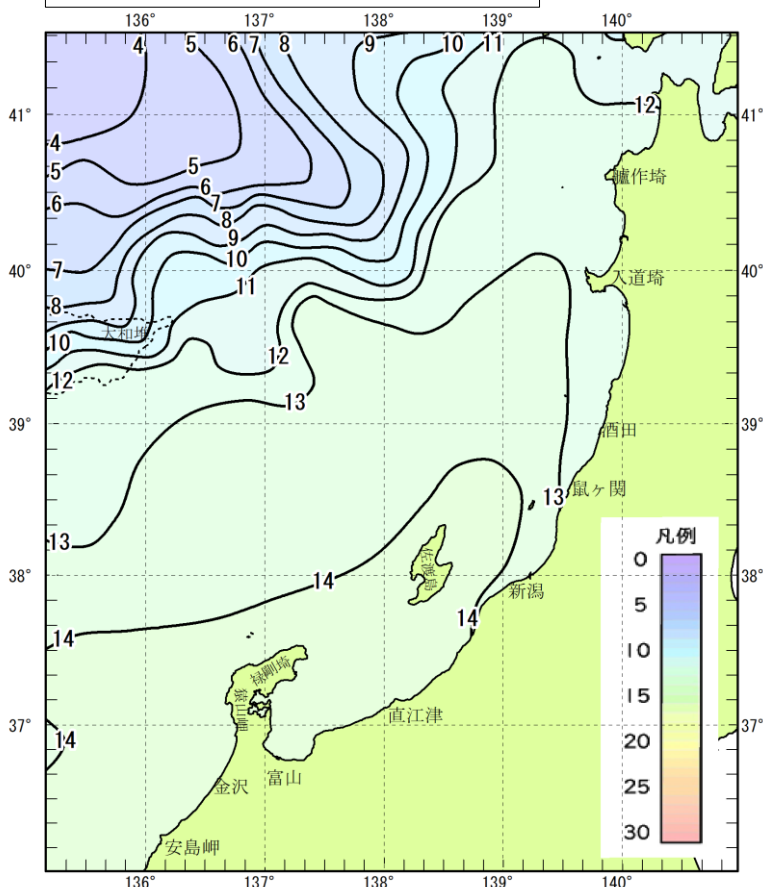 136° 137° 138° 139° 140°
4 5 6 7 8 9 10 11
41° 12 41°
4
5 5
6 6 艫作埼
7
8
9
10
40° 7 11 入道埼 40°
8
大和堆
10
12 12
13
39° 39°
酒田
13 鼠ヶ関
13
凡例
0
5
10
15
20
25
30
38° 14 佐渡島 38°
新潟
14
14
禄剛埼
猿山岬
37° 14 直江津 37°
富山
金沢
安島岬
136° 137° 138° 139° 140°